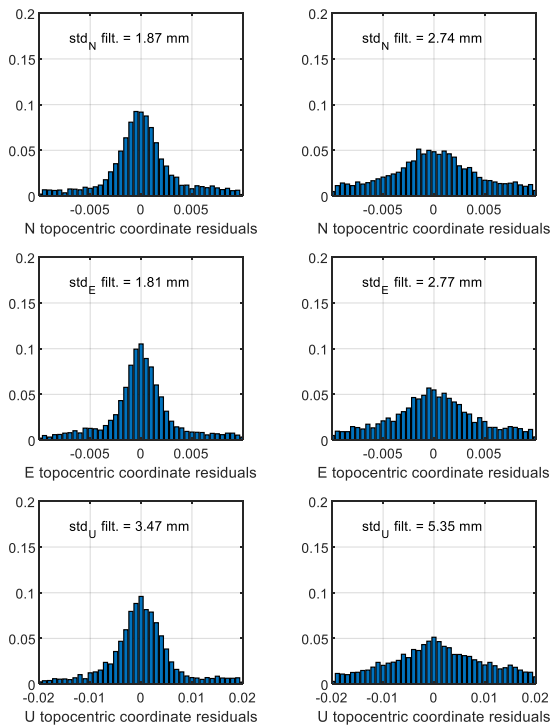 0.2
0.15
0.1
0.05
0
std_N filt. = 1.87 mm
-0.005 0 0.005
N topocentric coordinate residuals
0.2
0.15
0.1
0.05
0
std_N filt. = 2.74 mm
-0.005 0 0.005
N topocentric coordinate residuals
0.2
0.15
0.1
0.05
0
std_E filt. = 1.81 mm
-0.005 0 0.005
E topocentric coordinate residuals
0.2
0.15
0.1
0.05
0
std_E filt. = 2.77 mm
-0.005 0 0.005
E topocentric coordinate residuals
0.2
0.15
0.1
0.05
0
std_U filt. = 3.47 mm
-0.02 -0.01 0 0.01 0.02
U topocentric coordinate residuals
0.2
0.15
0.1
0.05
0
std_U filt. = 5.35 mm
-0.02 -0.01 0 0.01 0.02
U topocentric coordinate residuals